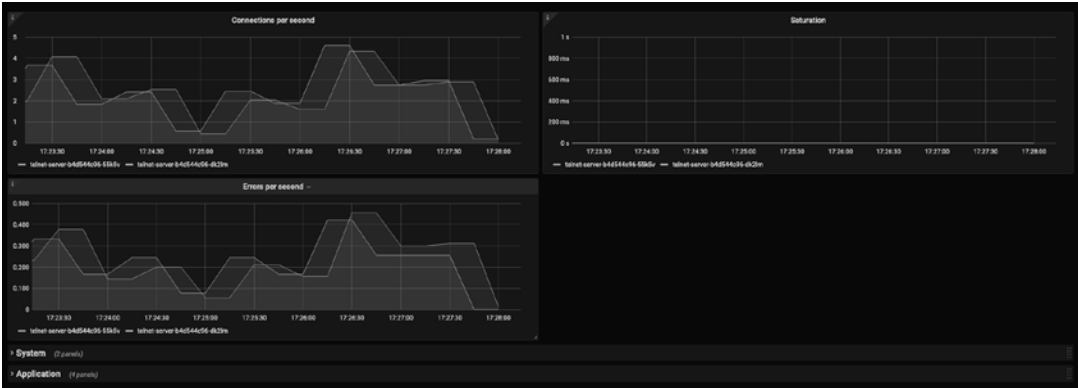 Connections per second
5
4
3
2
1
0
17:23:30 17:24:00 17:24:30 17:25:00 17:25:30 17:26:00 17:26:30 17:27:00 17:27:30 17:28:00
telnet-server-b4d544c96-55k5v telnet-server-b4d544c96-dk2lm
Saturation
1 s
800 ms
600 ms
400 ms
200 ms
0 s
17:23:30 17:24:00 17:24:30 17:25:00 17:25:30 17:26:00 17:26:30 17:27:00 17:27:30 17:28:00
telnet-server-b4d544c96-55k5v telnet-server-b4d544c96-dk2lm
Errors per second
0.500
0.400
0.300
0.200
0.100
0
17:23:30 17:24:00 17:24:30 17:25:00 17:25:30 17:26:00 17:26:30 17:27:00 17:27:30 17:28:00
telnet-server-b4d544c96-55k5v telnet-server-b4d544c96-dk2lm
System (2 panels)
Application (4 panels)